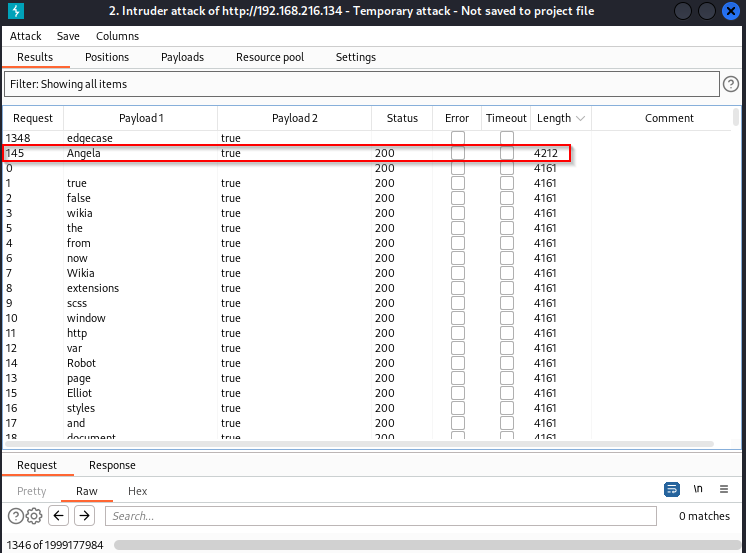 2. Intruder attack of http://192.168.216.134 - Temporary attack - Not saved to project file
Attack Save Columns
Results Positions Payloads Resource pool Settings
Filter: Showing all items
?
Request Payload 1 Payload 2 Status Error Timeout Length Comment
1348 edgecase true
145 Angela true 200 4212
0 200 4161
1 true true 200 4161
2 false true 200 4161
3 wikia true 200 4161
5 the true 200 4161
4 from true 200 4161
6 now true 200 4161
7 Wikia true 200 4161
8 extensions true 200 4161
9 scss true 200 4161
10 window true 200 4161
11 http true 200 4161
12 var true 200 4161
14 Robot true 200 4161
13 page true 200 4161
15 Elliot true 200 4161
16 styles true 200 4161
17 and true 200 4161
18 document true 200 4161
Request Response
Pretty Raw Hex
\n
? Search... 0 matches
1346 of 1999177984